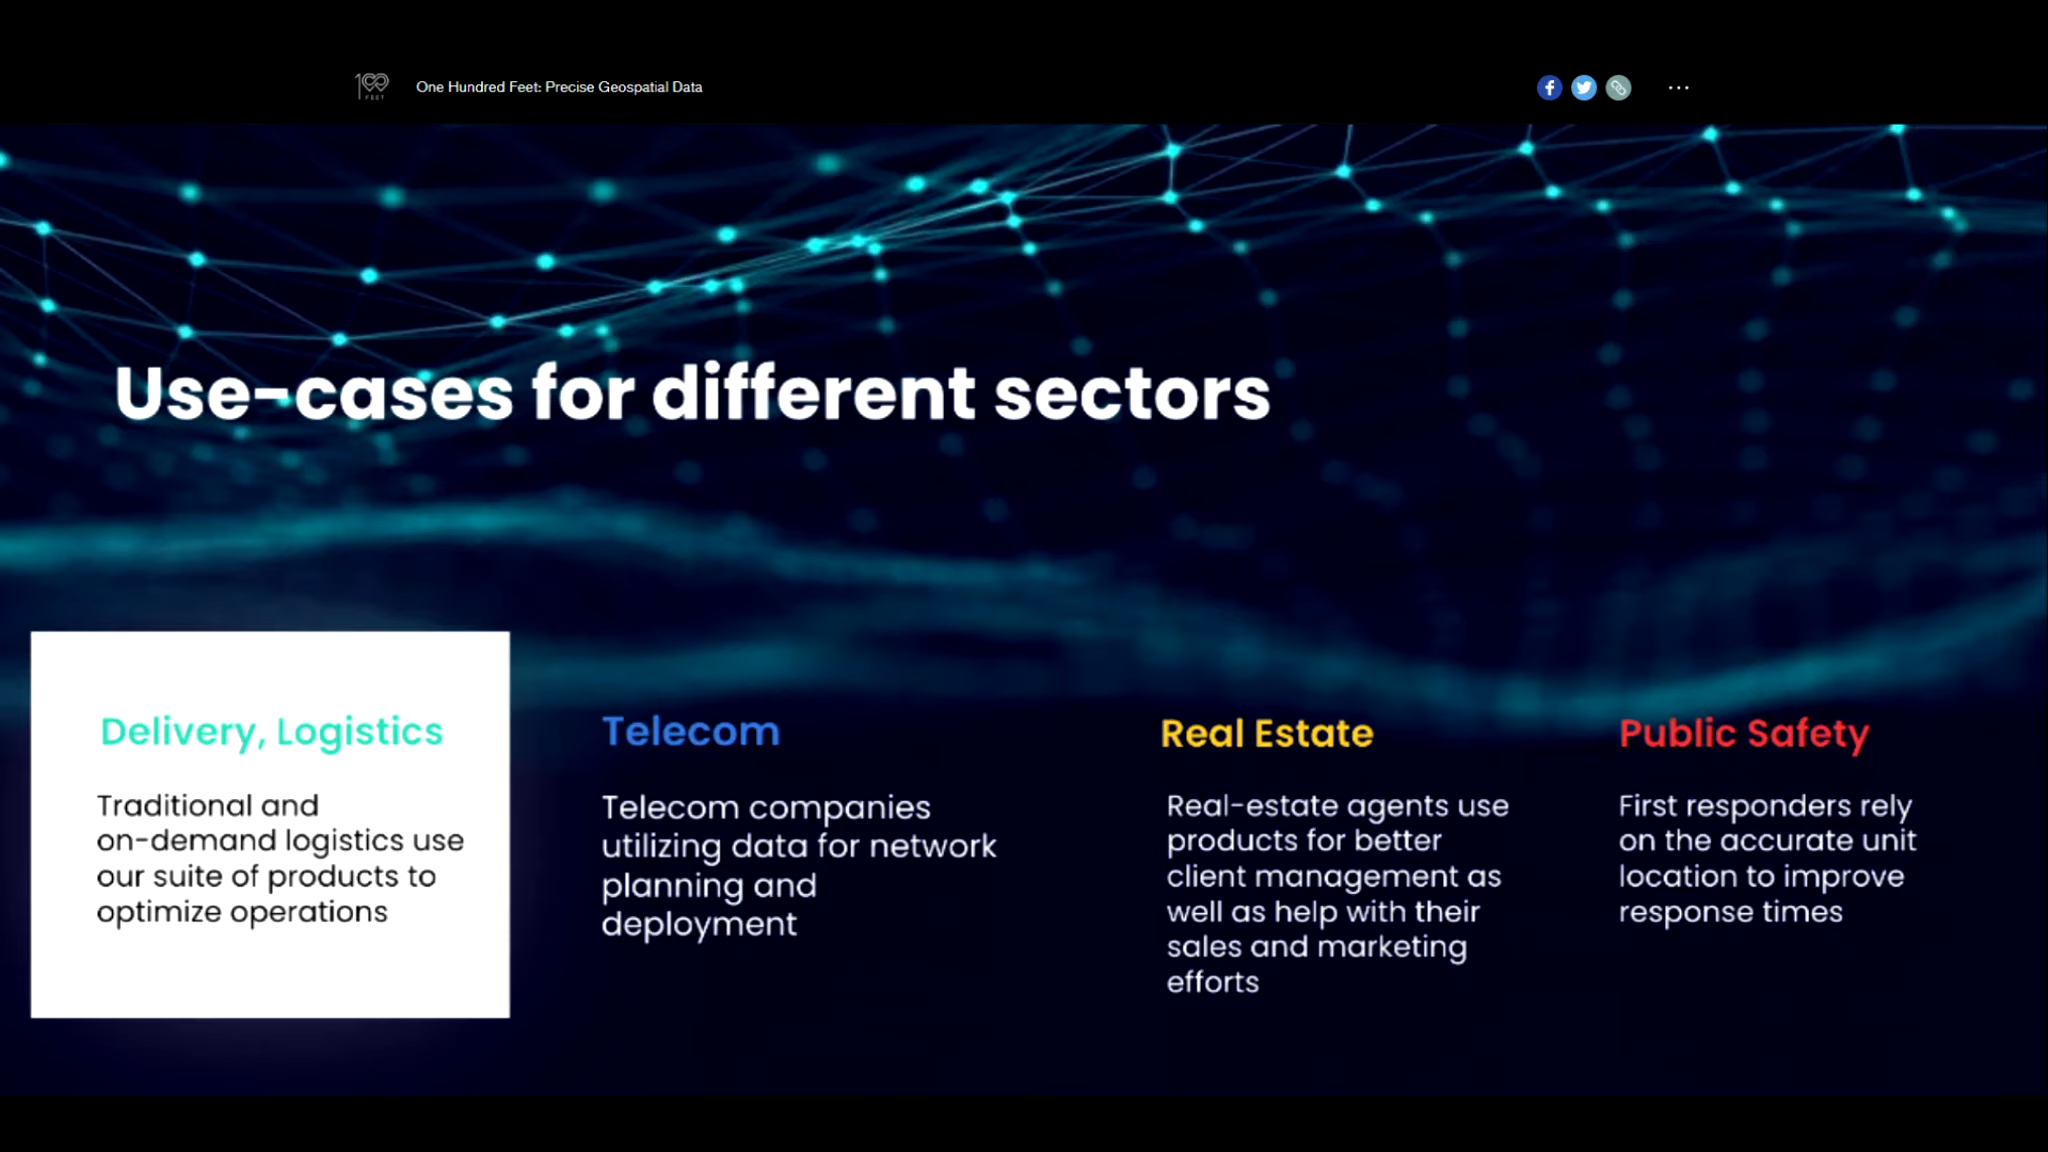 100
FEET
One Hundred Feet: Precise Geospatial Data
Use-cases for different sectors
Delivery, Logistics
Traditional and
on-demand logistics use
our suite of products to
optimize operations
Telecom
Telecom companies
utilizing data for network
planning and
deployment
Real Estate
Real-estate agents use
products for better
client management as
well as help with their
sales and marketing
efforts
Public Safety
First responders rely
on the accurate unit
location to improve
response times